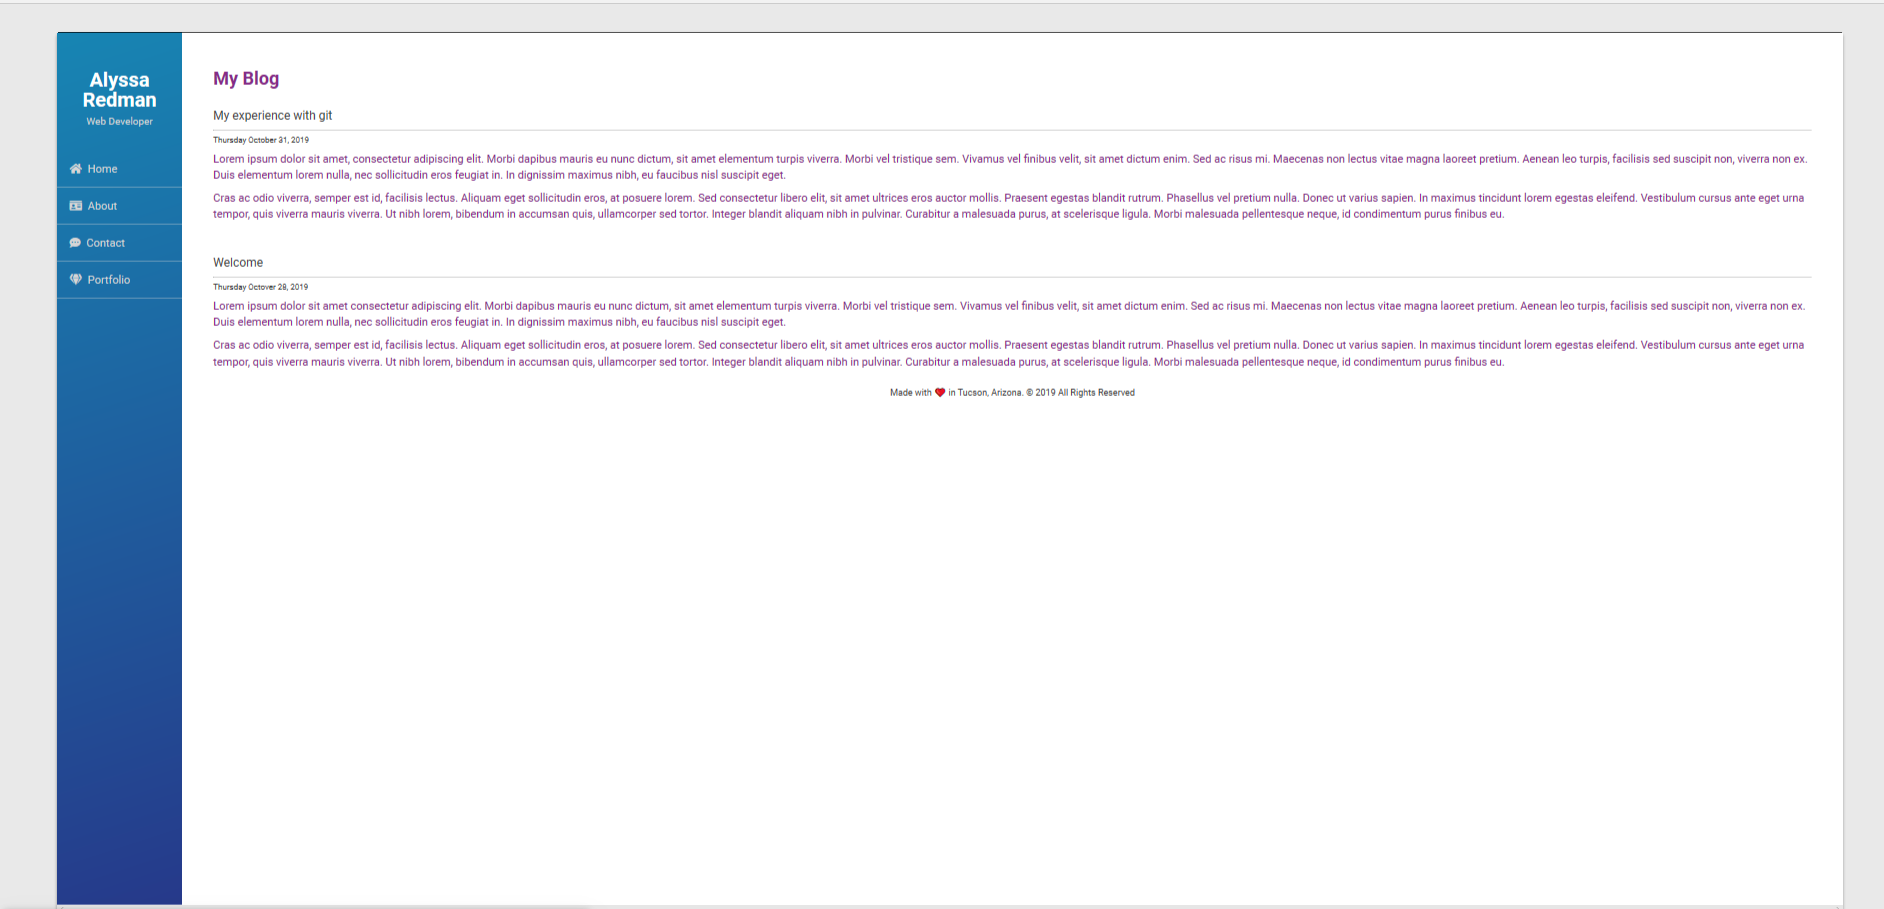 Alyssa
Redman
Web Developer
Home
About
Contact
Portfolio
My Blog
My experience with git
Thursday October 31, 2019
Lorem ipsum dolor sit amet, consectetur adipiscing elit. Morbi dapibus mauris eu nunc dictum, sit amet elementum turpis viverra. Morbi vel tristique sem. Vivamus vel finibus velit, sit amet dictum enim. Sed ac risus mi. Maecenas non lectus vitae magna laoreet pretium. Aenean leo turpis, facilisis sed suscipit non, viverra non ex.
Duis elementum lorem nulla, nec sollicitudin eros feugiat in. In dignissim maximus nibh, eu faucibus nisl suscipit eget.
Cras ac odio viverra, semper est id, facilisis lectus. Aliquam eget sollicitudin eros, at posuere lorem. Sed consectetur libero elit, sit amet ultrices eros auctor mollis. Praesent egestas blandit rutrum. Phasellus vel pretium nulla. Donec ut varius sapien. In maximus tincidunt lorem egestas eleifend. Vestibulum cursus ante eget urna
tempor, quis viverra mauris viverra. Ut nibh lorem, bibendum in accumsan quis, ullamcorper sed tortor. Integer blandit aliquam nibh in pulvinar. Curabitur a malesuada purus, at scelerisque ligula. Morbi malesuada pellentesque neque, id condimentum purus finibus eu.
Welcome
Thursday Octover 28, 2019
Lorem ipsum dolor sit amet consectetur adipiscing elit. Morbi dapibus mauris eu nunc dictum, sit amet elementum turpis viverra. Morbi vel tristique sem. Vivamus vel finibus velit, sit amet dictum enim. Sed ac risus mi. Maecenas non lectus vitae magna laoreet pretium. Aenean leo turpis, facilisis sed suscipit non, viverra non ex.
Duis elementum lorem nulla, nec sollicitudin eros feugiat in. In dignissim maximus nibh, eu faucibus nisl suscipit eget.
Cras ac odio viverra, semper est id, facilisis lectus. Aliquam eget sollicitudin eros, at posuere lorem. Sed consectetur libero elit, sit amet ultrices eros auctor mollis. Praesent egestas blandit rutrum. Phasellus vel pretium nulla. Donec ut varius sapien. In maximus tincidunt lorem egestas eleifend. Vestibulum cursus ante eget urna
tempor, quis viverra mauris viverra. Ut nibh lorem, bibendum in accumsan quis, ullamcorper sed tortor. Integer blandit aliquam nibh in pulvinar. Curabitur a malesuada purus, at scelerisque ligula. Morbi malesuada pellentesque neque, id condimentum purus finibus eu.
Made with ❤ in Tucson, Arizona. © 2019 All Rights Reserved